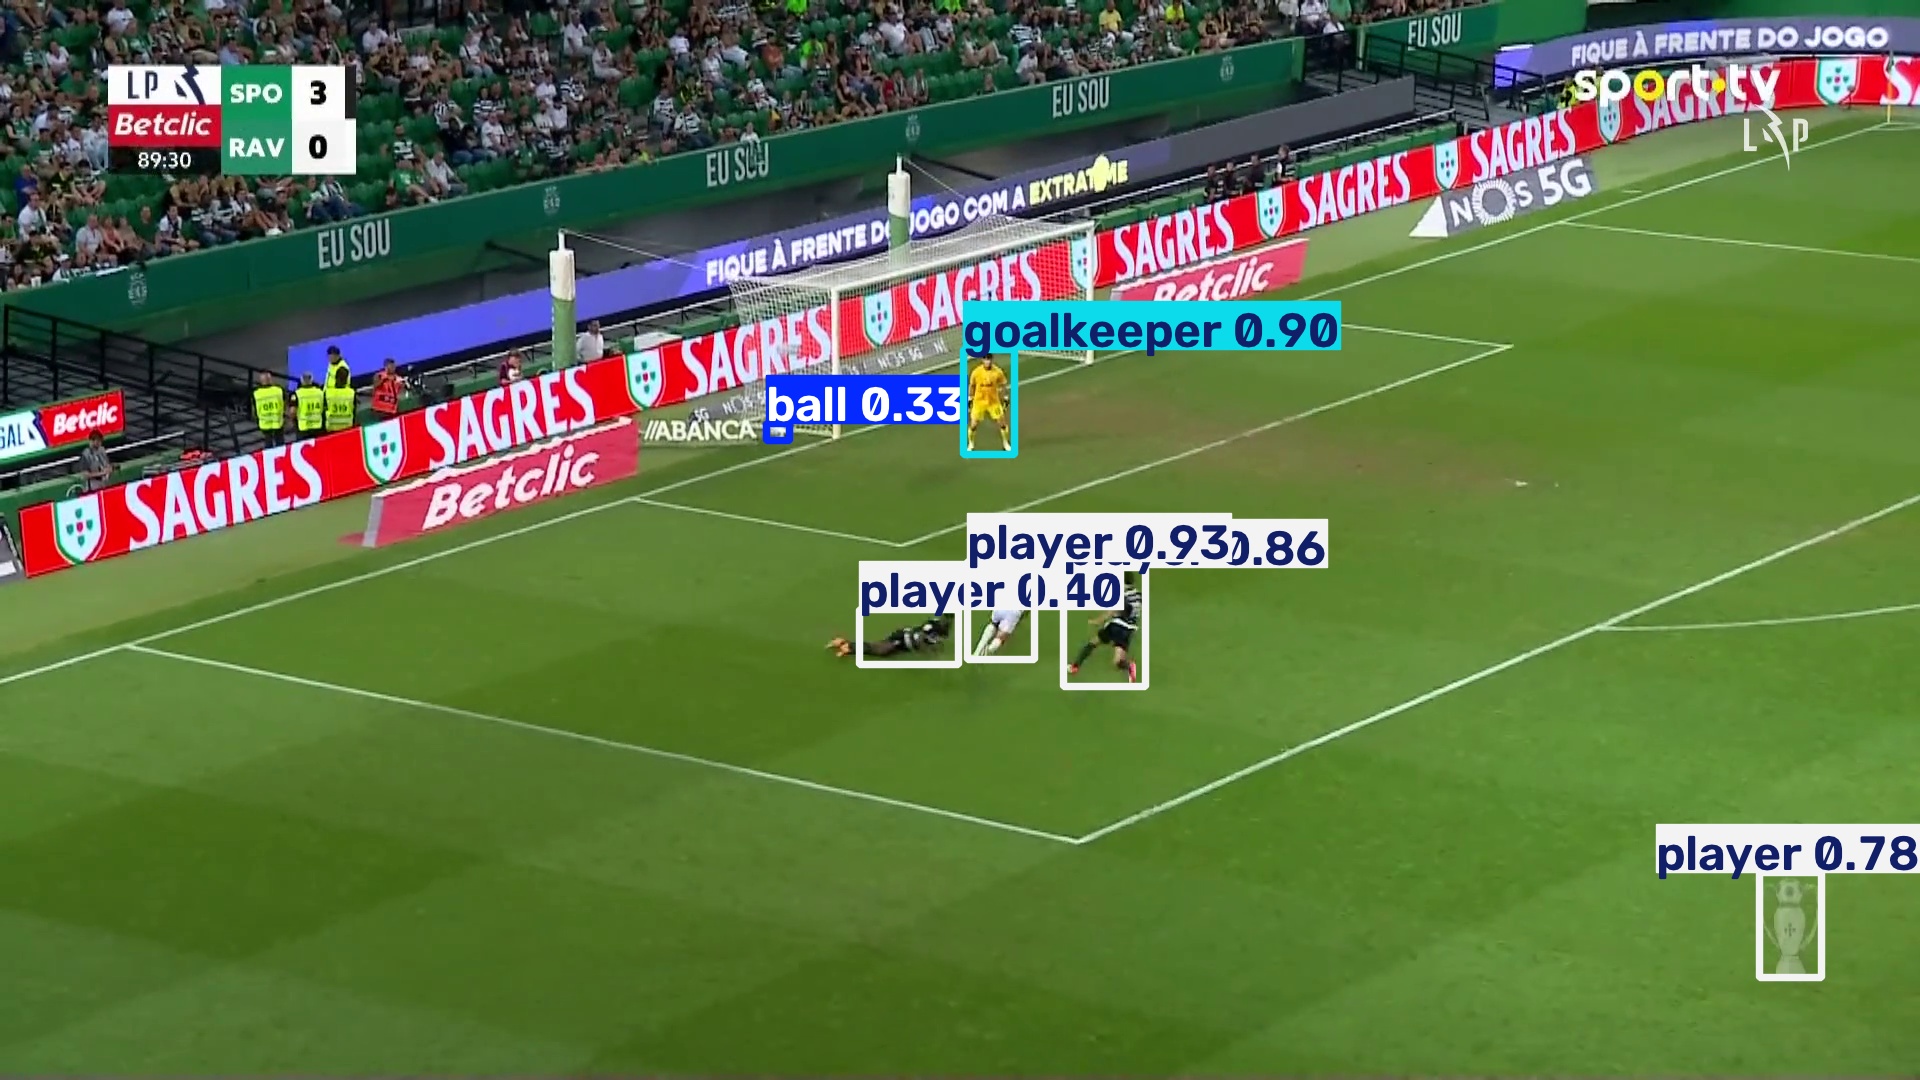 EU SOU
FIQUE À FRENTE DO JOGO
sport.tv
LP
SPO 3
Betclic
RAV 0
89:30
EU SOU
SAGRES
SAGRES
LP
EU SOU
FIQUE À FRENTE DO JOGO COM A EXTRATIME
SAGRES
NOS 5G
EU SOU
SAGRES
Betclic
SAGRES
goalkeeper 0.90
SAGRES
ball 0.33
Betclic
SAGRES
ABANCA
SAGRES
Betclic
player 0.93
0.86
player 0.40
player 0.78